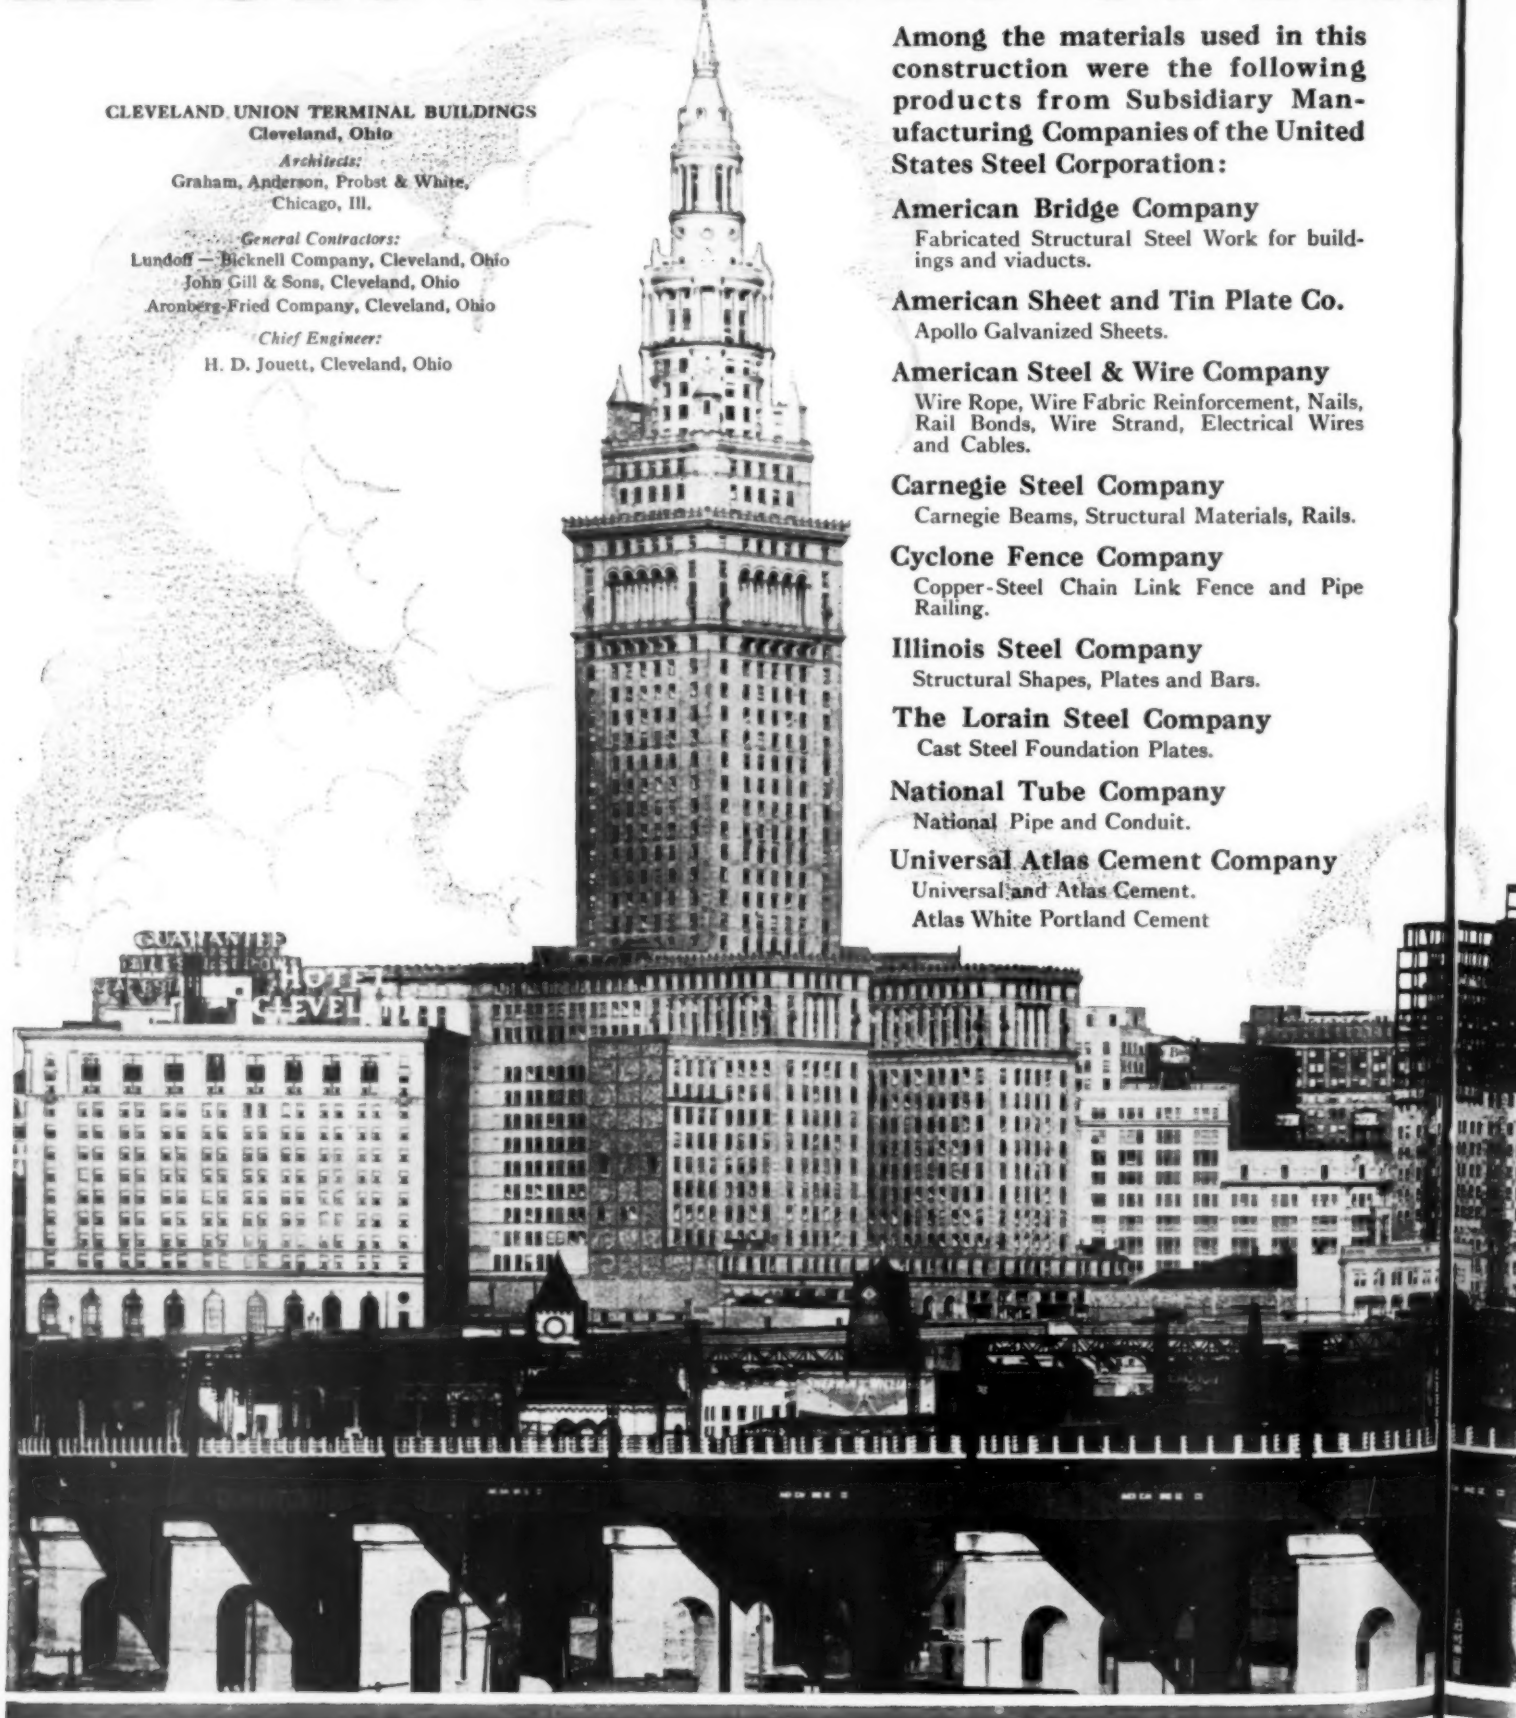 CLEVELAND UNION TERMINAL BUILDINGS
Cleveland, Ohio
Architects:
Graham, Anderson, Probst & White,
Chicago, Ill.
General Contractors:
Lundoff — Bicknell Company, Cleveland, Ohio
John Gill & Sons, Cleveland, Ohio
Aronberg-Fried Company, Cleveland, Ohio
Chief Engineer:
H. D. Jouett, Cleveland, Ohio
Among the materials used in this
construction were the following
products from Subsidiary Man-
ufacturing Companies of the United
States Steel Corporation:
American Bridge Company
Fabricated Structural Steel Work for build-
ings and viaducts.
American Sheet and Tin Plate Co.
Apollo Galvanized Sheets.
American Steel & Wire Company
Wire Rope, Wire Fabric Reinforcement, Nails,
Rail Bonds, Wire Strand, Electrical Wires
and Cables.
Carnegie Steel Company
Carnegie Beams, Structural Materials, Rails.
Cyclone Fence Company
Copper-Steel Chain Link Fence and Pipe
Railing.
Illinois Steel Company
Structural Shapes, Plates and Bars.
The Lorain Steel Company
Cast Steel Foundation Plates.
National Tube Company
National Pipe and Conduit.
Universal Atlas Cement Company
Universal and Atlas Cement.
Atlas White Portland Cement
HOTEL
CLEVELAND